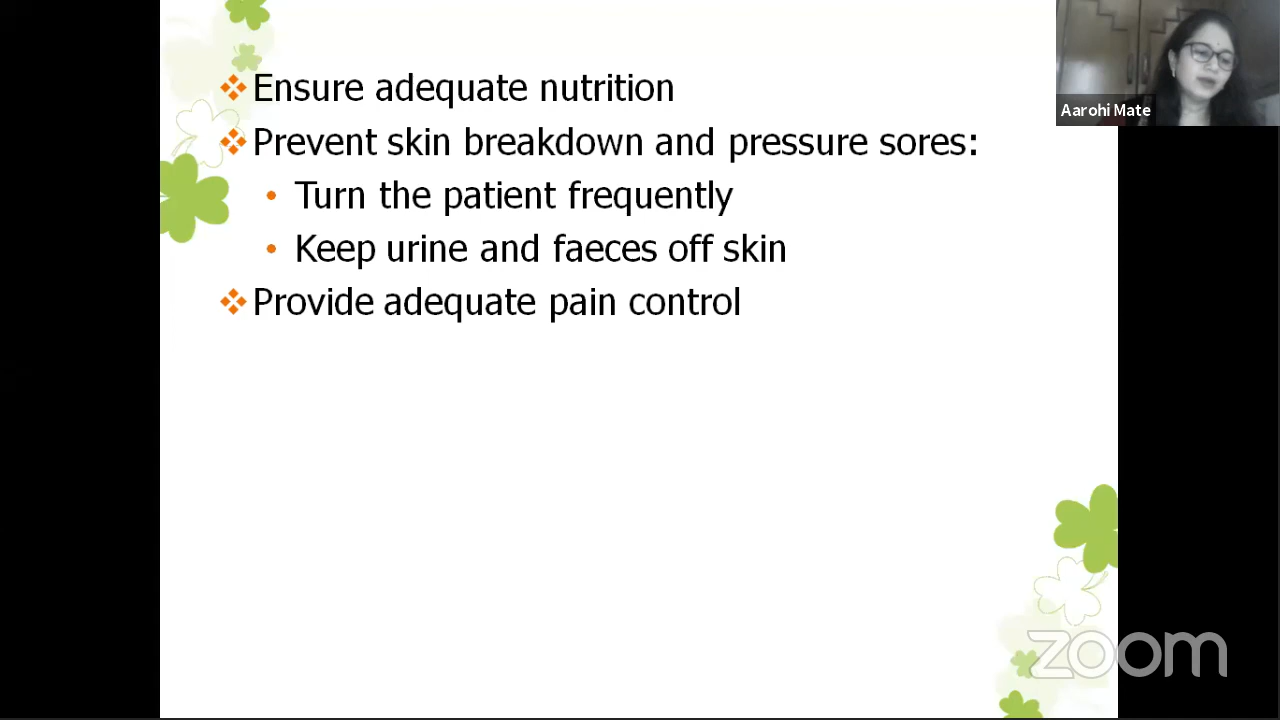 Ensure adequate nutrition
Prevent skin breakdown and pressure sores:
Turn the patient frequently
Keep urine and faeces off skin
Provide adequate pain control
Aarohi Mate
zoom